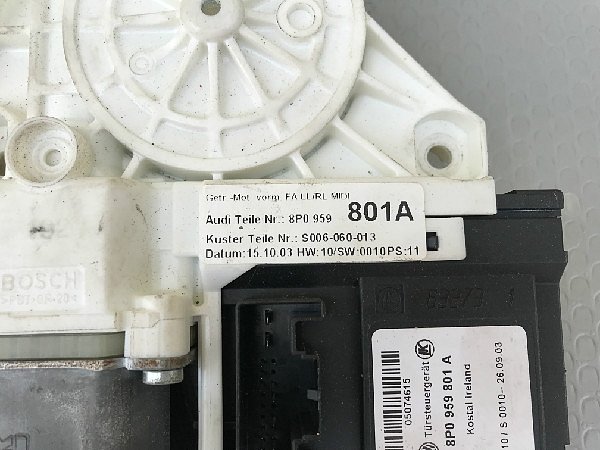 Getr.-Mot. vorgl. FA LL/RL MIDI
Audi Teile Nr.: 8P0 959 801A
Kuster Teile Nr.: S006-060-013
Datum:15.10.03 HW:10/SW:0010PS:11
BOSCH
Türsteuergerät
8P0 959 801 A
Kostal Ireland
10 / S 0010-- 26.09.03
05074615